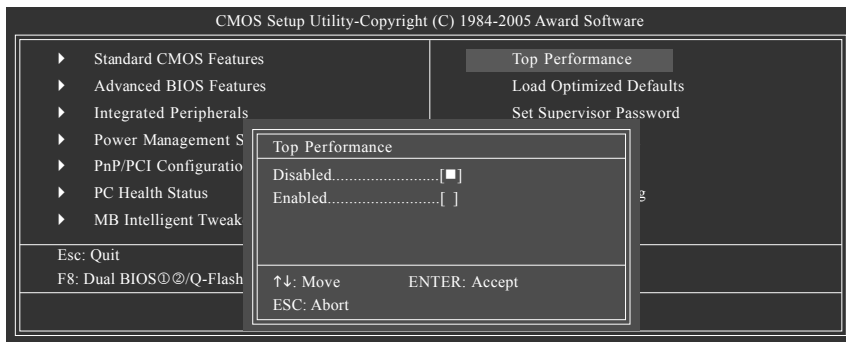 CMOS Setup Utility-Copyright (C) 1984-2005 Award Software
Standard CMOS Features
Advanced BIOS Features
Integrated Peripherals
Power Management S
PnP/PCI Configuratio
PC Health Status
MB Intelligent Tweak
Esc: Quit
F8: Dual BIOS①②/Q-Flash
Top Performance
Load Optimized Defaults
Set Supervisor Password
g
Top Performance
Disabled.........................[■]
Enabled..........................[ ]
↑↓: Move ENTER: Accept
ESC: Abort